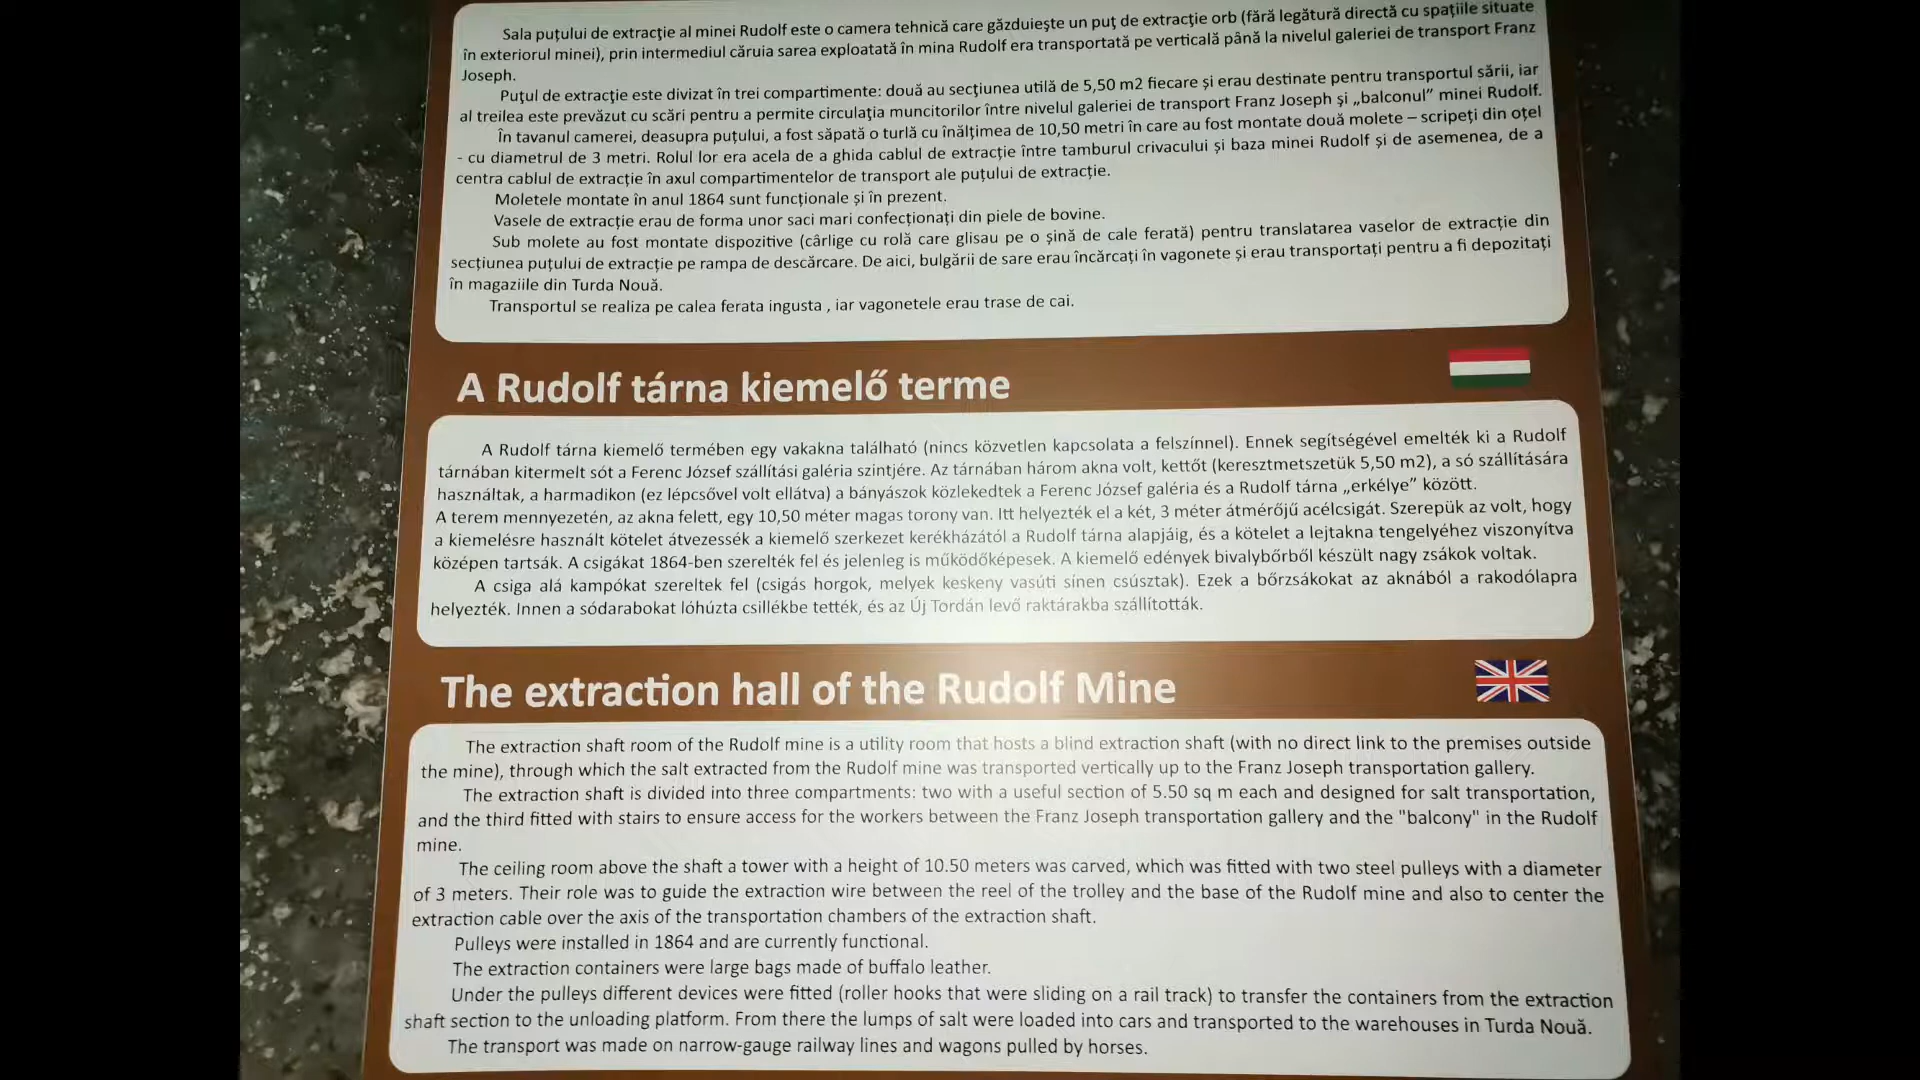 Sala puțului de extracție al minei Rudolf este o camera tehnică care găzduiește un puț de extracție orb (fără legătură directă cu spațiile situate
în exteriorul minei), prin intermediul căruia sarea exploatată în mina Rudolf era transportată pe verticală până la nivelul galeriei de transport Franz
Joseph.
Puțul de extracție este divizat în trei compartimente: două au secțiunea utilă de 5,50 m2 fiecare și erau destinate pentru transportul sării, iar
al treilea este prevăzut cu scări pentru a permite circulația muncitorilor între nivelul galeriei de transport Franz Joseph și „balconul” minei Rudolf.
În tavanul camerei, deasupra puțului, a fost săpată o turlă cu înălțimea de 10,50 metri în care au fost montate două molete – scripeți din oțel
- cu diametrul de 3 metri. Rolul lor era acela de a ghida cablul de extracție între tamburul crivacului și baza minei Rudolf și de asemenea, de a
centra cablul de extracție în axul compartimentelor de transport ale puțului de extracție.
Moletele montate în anul 1864 sunt funcționale și în prezent.
Vasele de extracție erau de forma unor saci mari confecționați din piele de bovine.
Sub molete au fost montate dispozitive (cârlige cu rolă care glisau pe o șină de cale ferată) pentru translatarea vaselor de extracție din
secțiunea puțului de extracție pe rampa de descărcare. De aici, bulgării de sare erau încărcați în vagonete și erau transportați pentru a fi depozitați
în magaziile din Turda Nouă.
Transportul se realiza pe calea ferata ingusta , iar vagonetele erau trase de cai.
A Rudolf tárna kiemelő terme
A Rudolf tárna kiemelő termében egy vakakna található (nincs közvetlen kapcsolata a felszínnel). Ennek segítségével emelték ki a Rudolf
tárnában kitermelt sót a Ferenc József szállítási galéria szintjére. Az tárnában három akna volt, kettőt (keresztmetszetük 5,50 m2), a só szállítására
használtak, a harmadikon (ez lépcsővel volt ellátva) a bányászok közlekedtek a Ferenc József galéria és a Rudolf tárna „erkélye” között.
A terem mennyezetén, az akna felett, egy 10,50 méter magas torony van. Itt helyezték el a két, 3 méter átmérőjű acélcsigát. Szerepük az volt, hogy
a kiemelésre használt kötelet átvezessék a kiemelő szerkezet kerékházától a Rudolf tárna alapjáig, és a kötelet a lejtakna tengelyéhez viszonyítva
középen tartsák. A csigákat 1864-ben szerelték fel és jelenleg is működőképesek. A kiemelő edények bivalybőrből készült nagy zsákok voltak.
A csiga alá kampókat szereltek fel (csigás horgok, melyek keskeny vasúti sínen csúsztak). Ezek a bőrzsákokat az aknából a rakodólapra
helyezték. Innen a sódarabokat lóhúzta csillékbe tették, és az Új Tordán levő raktárakba szállították.
The extraction hall of the Rudolf Mine
The extraction shaft room of the Rudolf mine is a utility room that hosts a blind extraction shaft (with no direct link to the premises outside
the mine), through which the salt extracted from the Rudolf mine was transported vertically up to the Franz Joseph transportation gallery.
The extraction shaft is divided into three compartments: two with a useful section of 5.50 sq m each and designed for salt transportation,
and the third fitted with stairs to ensure access for the workers between the Franz Joseph transportation gallery and the "balcony" in the Rudolf
mine.
The ceiling room above the shaft a tower with a height of 10.50 meters was carved, which was fitted with two steel pulleys with a diameter
of 3 meters. Their role was to guide the extraction wire between the reel of the trolley and the base of the Rudolf mine and also to center the
extraction cable over the axis of the transportation chambers of the extraction shaft.
Pulleys were installed in 1864 and are currently functional.
The extraction containers were large bags made of buffalo leather.
Under the pulleys different devices were fitted (roller hooks that were sliding on a rail track) to transfer the containers from the extraction
shaft section to the unloading platform. From there the lumps of salt were loaded into cars and transported to the warehouses in Turda Nouă.
The transport was made on narrow-gauge railway lines and wagons pulled by horses.